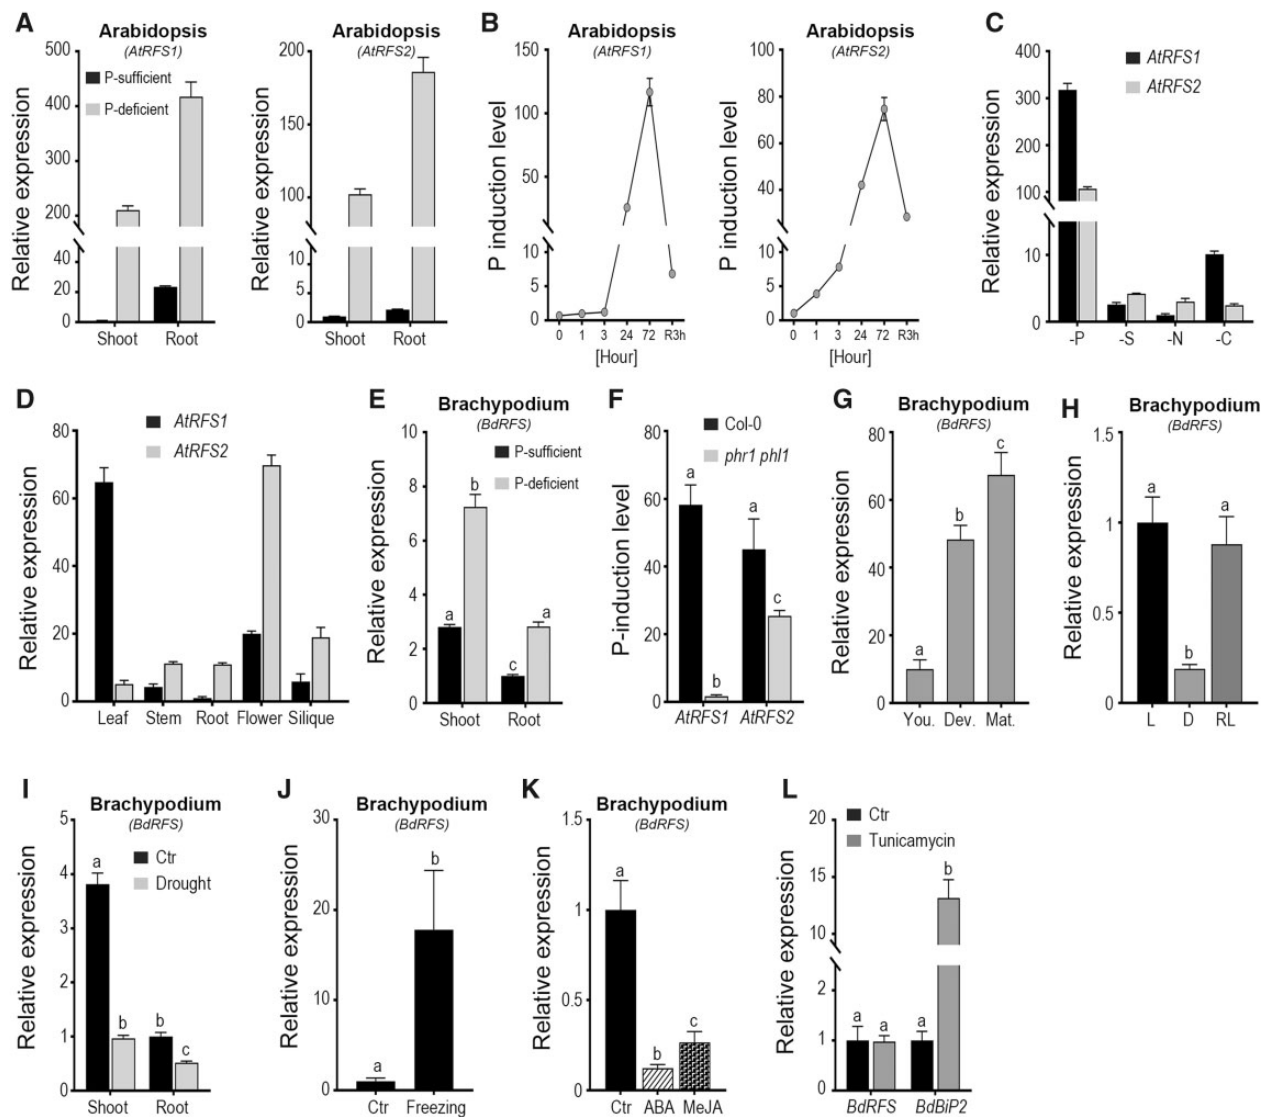 A
Arabidopsis
(AtRFS1)
Relative expression
500
400
300
200
40
20
0
P-sufficient
P-deficient
Shoot Root
Arabidopsis
(AtRFS2)
Relative expression
200
150
100
10
5
0
Shoot Root
B
Arabidopsis
(AtRFS1)
P induction level
150
100
50
10
5
0
0 1 3 24 72 R3h
[Hour]
Arabidopsis
(AtRFS2)
P induction level
100
80
60
40
10
5
0
0 1 3 24 72 R3h
[Hour]
C
Relative expression
400
300
200
100
10
0
AtRFS1
AtRFS2
-P -S -N -C
D
Relative expression
80
60
40
20
0
AtRFS1
AtRFS2
Leaf Stem Root Flower Silique
E
Brachypodium
(BdRFS)
Relative expression
10
8
6
4
2
0
P-sufficient
P-deficient
a b c a
Shoot Root
F
P-induction level
80
60
40
20
0
Col-0
phr1 phl1
a b a c
AtRFS1 AtRFS2
G
Brachypodium
(BdRFS)
Relative expression
80
60
40
20
0
a b c
You. Dev. Mat.
H
Brachypodium
(BdRFS)
Relative expression
1.5
1
0.5
0
a b a
L D RL
I
Brachypodium
(BdRFS)
Relative expression
5
4
3
2
1
0
Ctr
Drought
a b b c
Shoot Root
J
Brachypodium
(BdRFS)
Relative expression
30
20
10
0
a b
Ctr Freezing
K
Brachypodium
(BdRFS)
Relative expression
1.5
1
0.5
0
a b c
Ctr ABA MeJA
L
Relative expression
20
15
10
2
1
0
Ctr
Tunicamycin
a a a b
BdRFS BdBiP2